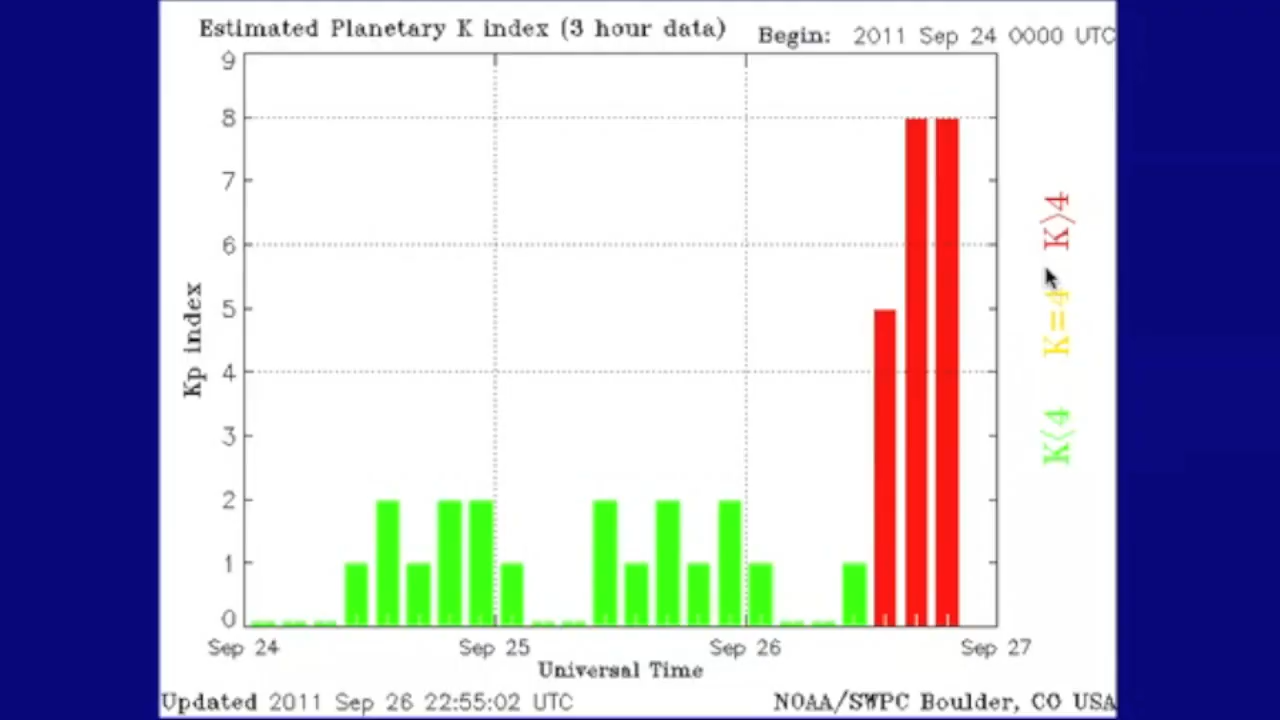 Estimated Planetary K index (3 hour data)
Begin: 2011 Sep 24 0000 UTC
9
8
7
6
5
4
3
2
1
0
Kp index
K>4
K=4
K<4
Sep 24
Sep 25
Sep 26
Sep 27
Universal Time
Updated 2011 Sep 26 22:55:02 UTC
NOAA/SWPC Boulder, CO USA